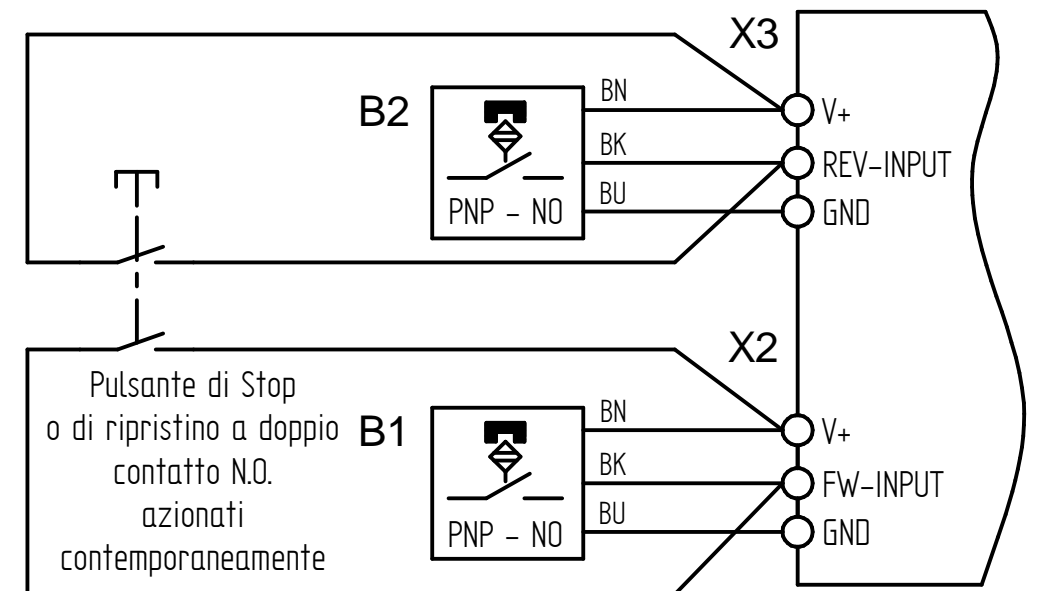 X3
B2
BN
V+
BK
REV-INPUT
BU
GND
PNP - NO
X2
Pulsante di Stop
o di ripristino a doppio
contatto N.O.
azionati
contemporaneamente
B1
BN
V+
BK
FW-INPUT
BU
GND
PNP - NO